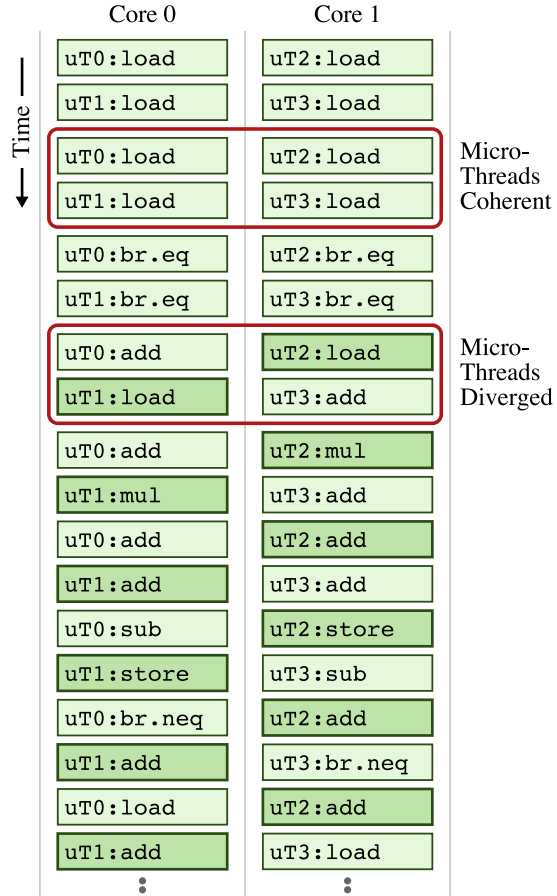 Core 0 Core 1
Time
uT0:load uT2:load
uT1:load uT3:load
uT0:load uT2:load
uT1:load uT3:load
Micro-
Threads
Coherent
uT0:br.eq uT2:br.eq
uT1:br.eq uT3:br.eq
uT0:add uT2:load
uT1:load uT3:add
Micro-
Threads
Diverged
uT0:add uT2:mul
uT1:mul uT3:add
uT0:add uT2:add
uT1:add uT3:add
uT0:sub uT2:store
uT1:store uT3:sub
uT0:br.neq uT2:add
uT1:add uT3:br.neq
uT0:load uT2:add
uT1:add uT3:load